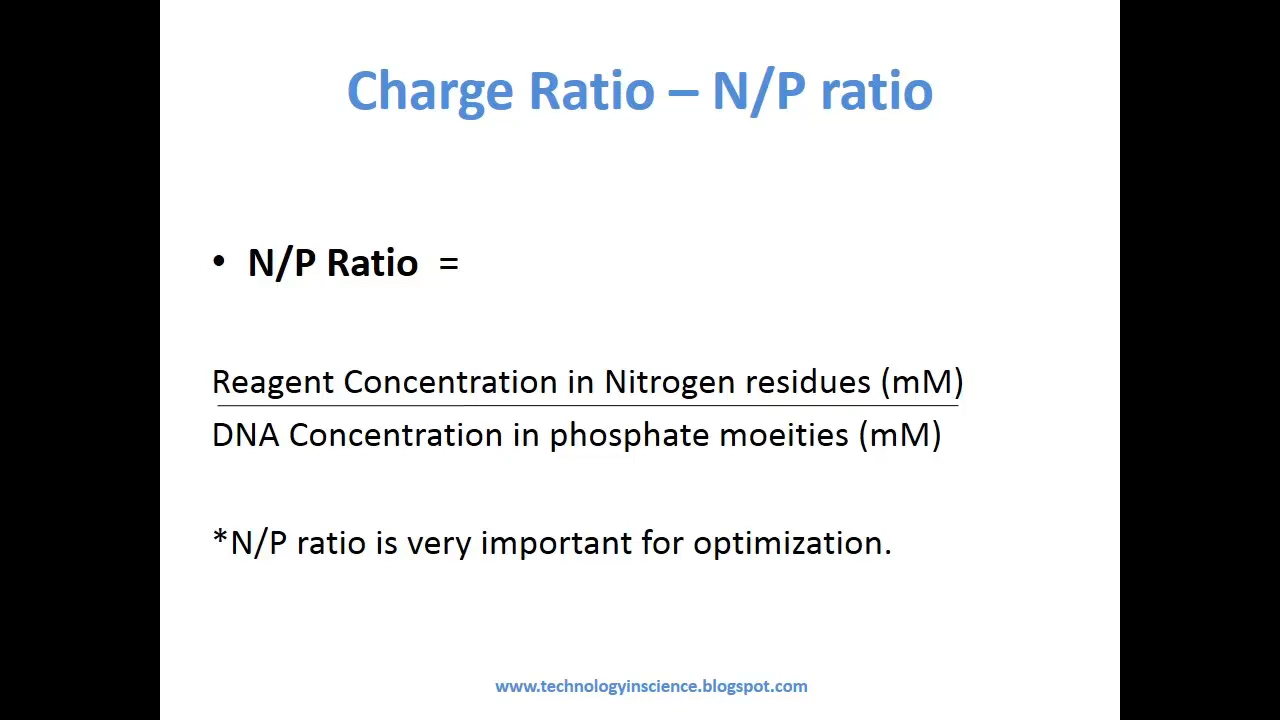 Charge Ratio – N/P ratio
• N/P Ratio =
Reagent Concentration in Nitrogen residues (mM)
DNA Concentration in phosphate moeities (mM)
*N/P ratio is very important for optimization.
www.technologyinscience.blogspot.com